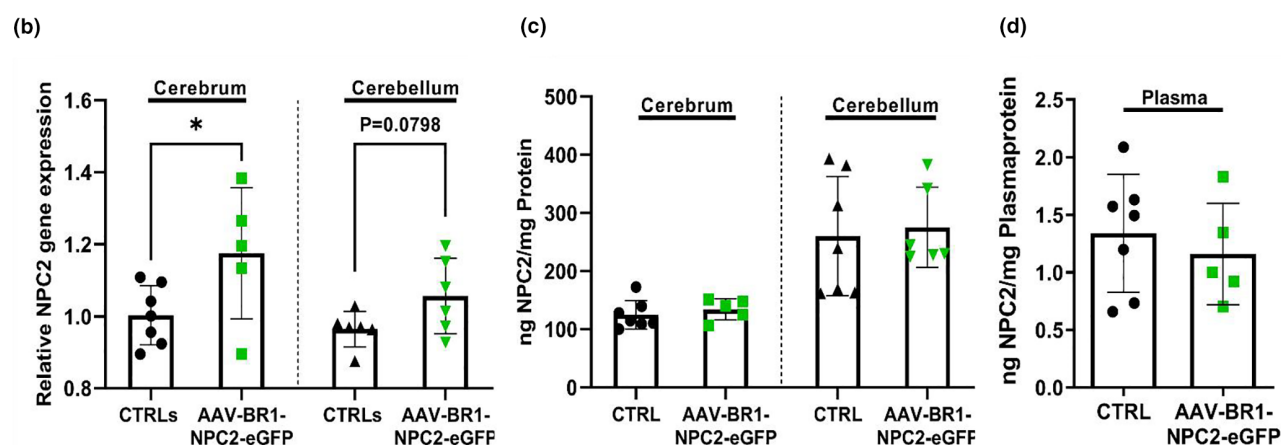 (b)
Relative NPC2 gene expression
1.6
1.4
1.2
1.0
0.8
Cerebrum
*
Cerebellum
P=0.0798
CTRLs
AAV-BR1-
NPC2-eGFP
CTRLs
AAV-BR1-
NPC2-eGFP
(c)
ng NPC2/mg Protein
500
400
300
200
100
0
Cerebrum
Cerebellum
CTRL
AAV-BR1-
NPC2-eGFP
CTRL
AAV-BR1-
NPC2-eGFP
(d)
ng NPC2/mg Plasmaprotein
2.5
2.0
1.5
1.0
0.5
0.0
Plasma
CTRL
AAV-BR1-
NPC2-eGFP